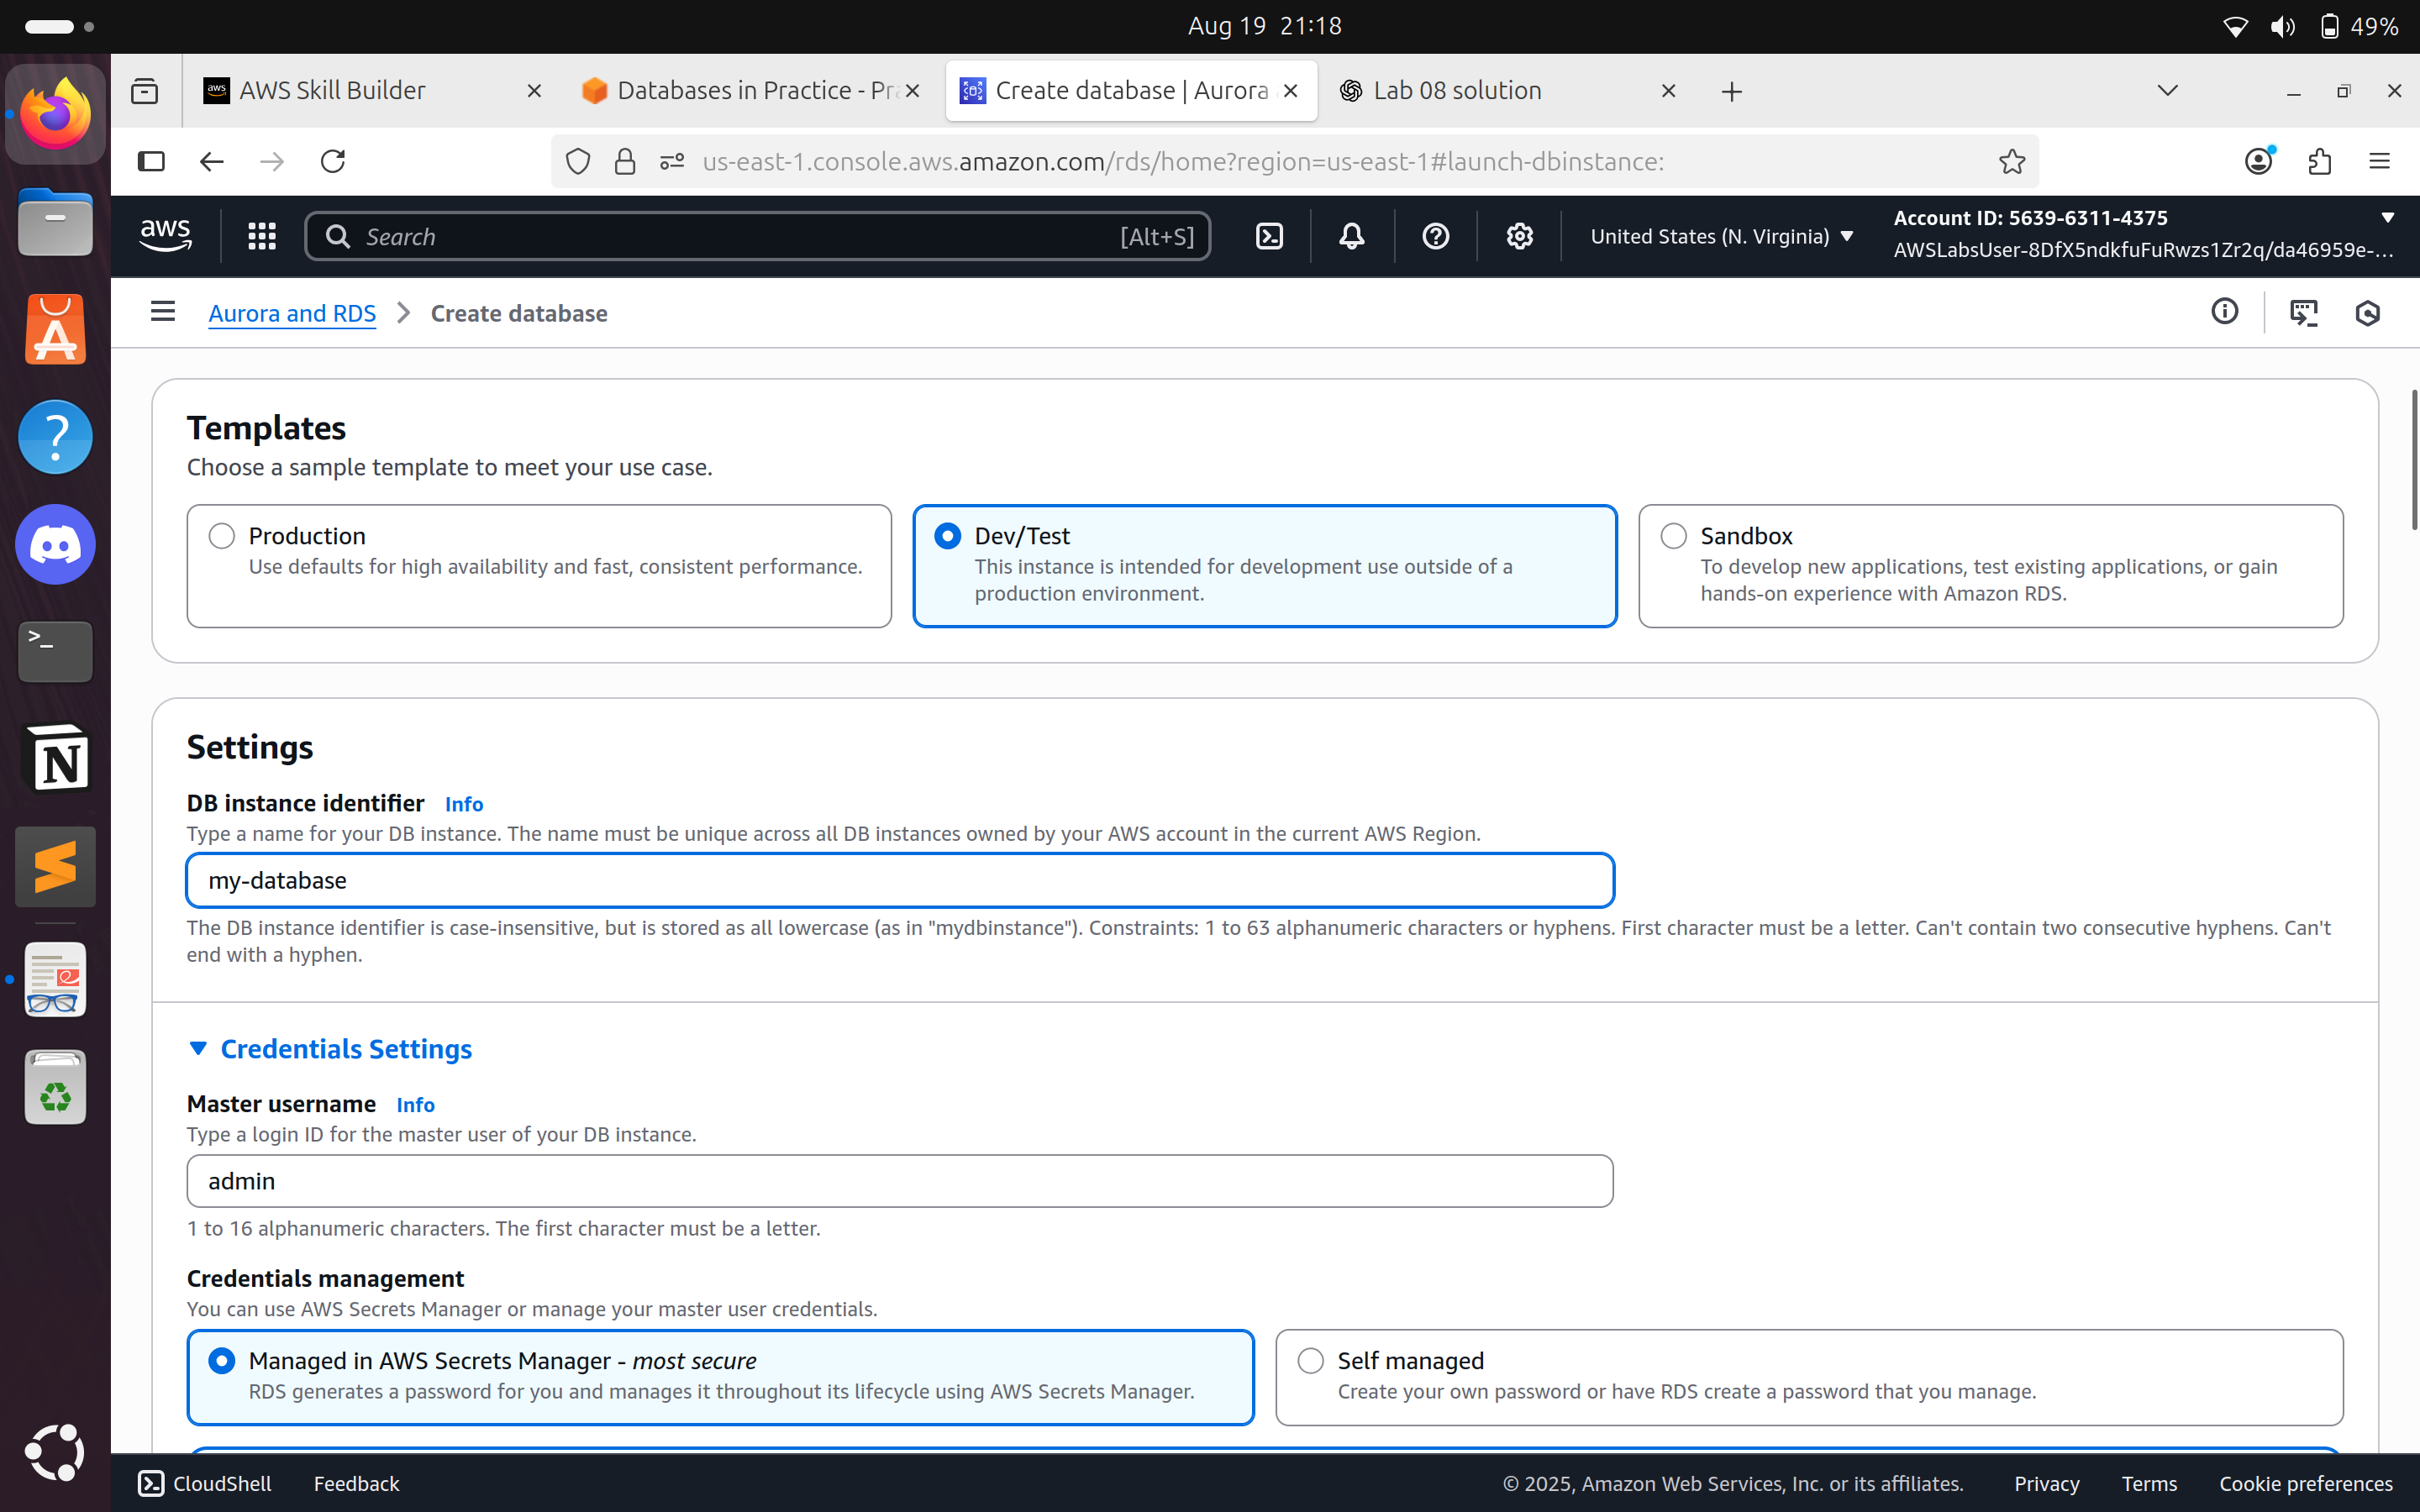 Aug 19 21:18
49%
AWS Skill Builder
Databases in Practice - Pra
Create database | Aurora
Lab 08 solution
us-east-1.console.aws.amazon.com/rds/home?region=us-east-1#launch-dbinstance:
aws
Search
[Alt+S]
United States (N. Virginia)
Account ID: 5639-6311-4375
AWSLabsUser-8DfX5ndkfuFuRwzs1Zr2q/da46959e-...
Aurora and RDS
Create database
Templates
Choose a sample template to meet your use case.
Production
Use defaults for high availability and fast, consistent performance.
Dev/Test
This instance is intended for development use outside of a
production environment.
Sandbox
To develop new applications, test existing applications, or gain
hands-on experience with Amazon RDS.
Settings
DB instance identifier Info
Type a name for your DB instance. The name must be unique across all DB instances owned by your AWS account in the current AWS Region.
my-database
The DB instance identifier is case-insensitive, but is stored as all lowercase (as in "mydbinstance"). Constraints: 1 to 63 alphanumeric characters or hyphens. First character must be a letter. Can't contain two consecutive hyphens. Can't
end with a hyphen.
Credentials Settings
Master username Info
Type a login ID for the master user of your DB instance.
admin
1 to 16 alphanumeric characters. The first character must be a letter.
Credentials management
You can use AWS Secrets Manager or manage your master user credentials.
Managed in AWS Secrets Manager - most secure
RDS generates a password for you and manages it throughout its lifecycle using AWS Secrets Manager.
Self managed
Create your own password or have RDS create a password that you manage.
CloudShell
Feedback
© 2025, Amazon Web Services, Inc. or its affiliates.
Privacy
Terms
Cookie preferences